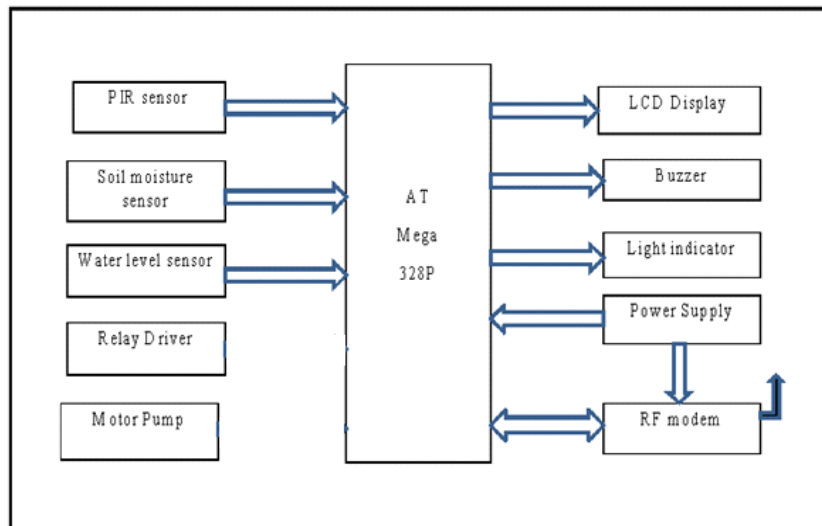 PIR sensor
Soil moisture
sensor
Water level sensor
Relay Driver
Motor Pump
AT
Mega
328P
LCD Display
Buzzer
Light indicator
Power Supply
RF modem